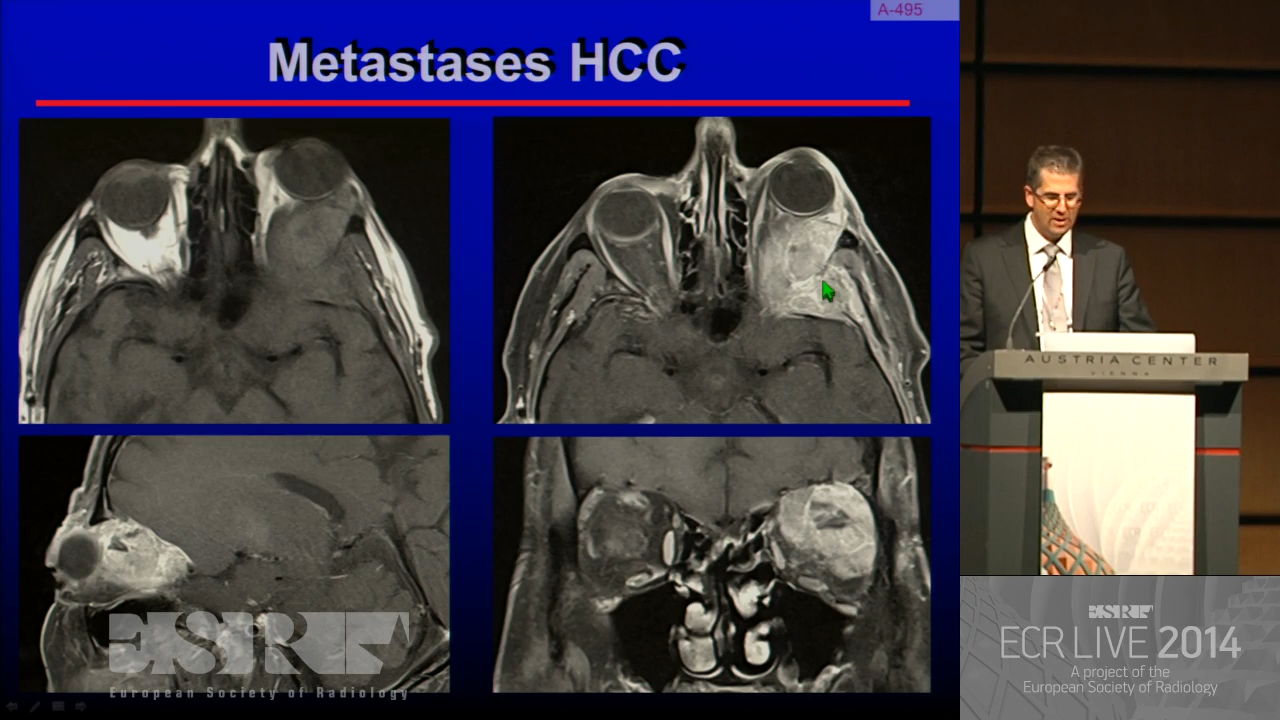 A-495
Metastases HCC
AUSTRIA CENTER
VIENNA
ESR
European Society of Radiology
ESR
ECR LIVE 2014
A project of the
European Society of Radiology